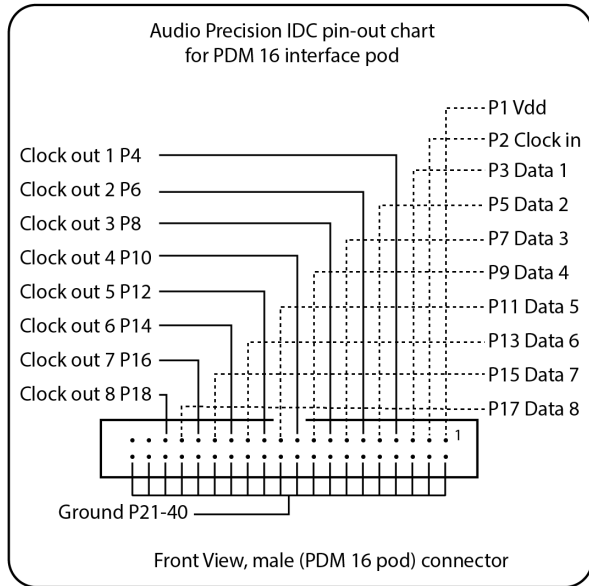 Audio Precision IDC pin-out chart
for PDM 16 interface pod
P1 Vdd
P2 Clock in
Clock out 1 P4
P3 Data 1
Clock out 2 P6
P5 Data 2
Clock out 3 P8
P7 Data 3
Clock out 4 P10
P9 Data 4
Clock out 5 P12
P11 Data 5
Clock out 6 P14
P13 Data 6
Clock out 7 P16
P15 Data 7
Clock out 8 P18
P17 Data 8
1
Ground P21-40
Front View, male (PDM 16 pod) connector